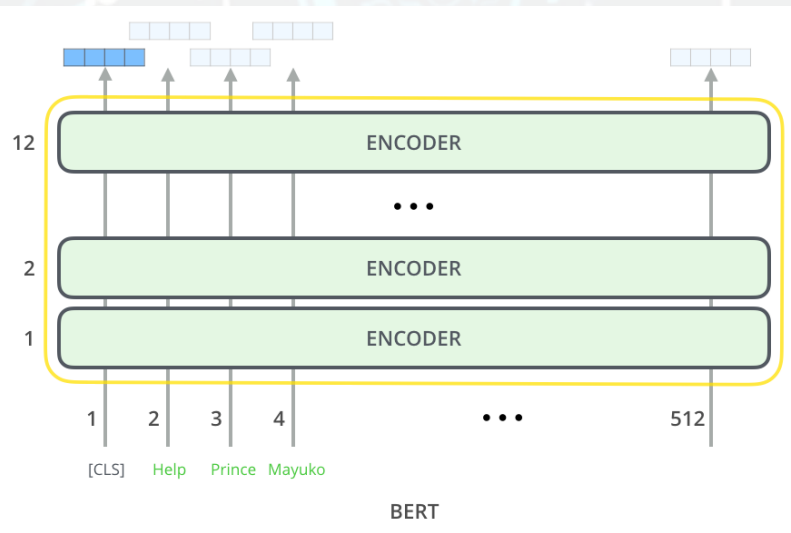 12 ENCODER
...
2 ENCODER
1 ENCODER
1 2 3 4 ... 512
[CLS] Help Prince Mayuko
BERT